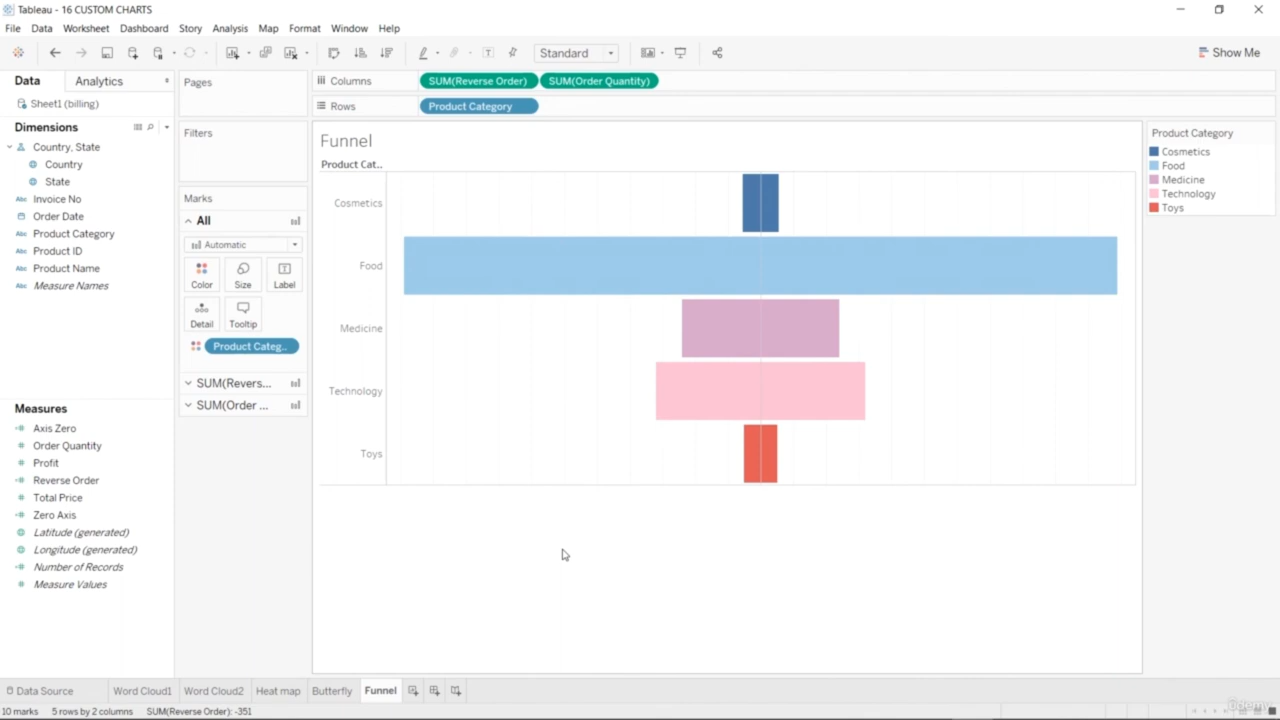 Tableau - 16 CUSTOM CHARTS
File Data Worksheet Dashboard Story Analysis Map Format Window Help
Standard
Show Me
Data Analytics
Sheet1 (billing)
Dimensions
Country, State
Country
State
Abc Invoice No
Order Date
Abc Product Category
Abc Product ID
Abc Product Name
Abc Measure Names
Measures
Axis Zero
Order Quantity
Profit
Reverse Order
Total Price
Zero Axis
Latitude (generated)
Longitude (generated)
Number of Records
Measure Values
Pages
Filters
Marks
All
Automatic
Color Size Label
Detail Tooltip
Product Categ..
SUM(Revers...
SUM(Order ...
Columns SUM(Reverse Order) SUM(Order Quantity)
Rows Product Category
Funnel
Product Cat..
Cosmetics
Food
Medicine
Technology
Toys
Product Category
Cosmetics
Food
Medicine
Technology
Toys
Data Source Word Cloud1 Word Cloud2 Heat map Butterfly Funnel
10 marks 5 rows by 2 columns SUM(Reverse Order): -351